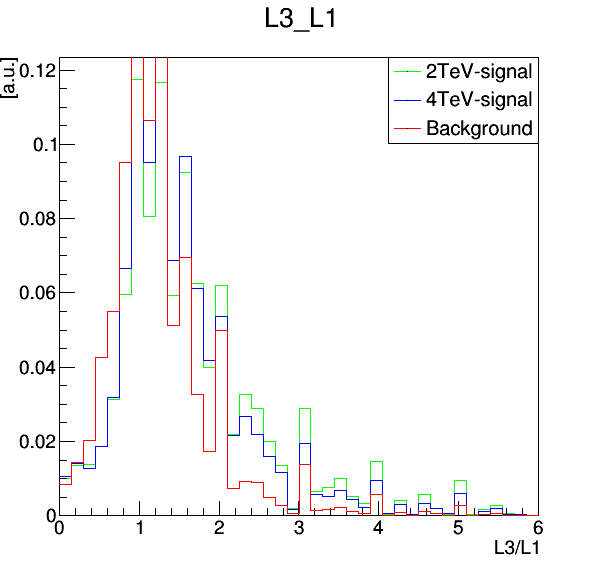 L3_L1
[a.u.]
2TeV-signal
4TeV-signal
Background
0.12
0.1
0.08
0.06
0.04
0.02
0
0 1 2 3 4 5 6
L3/L1